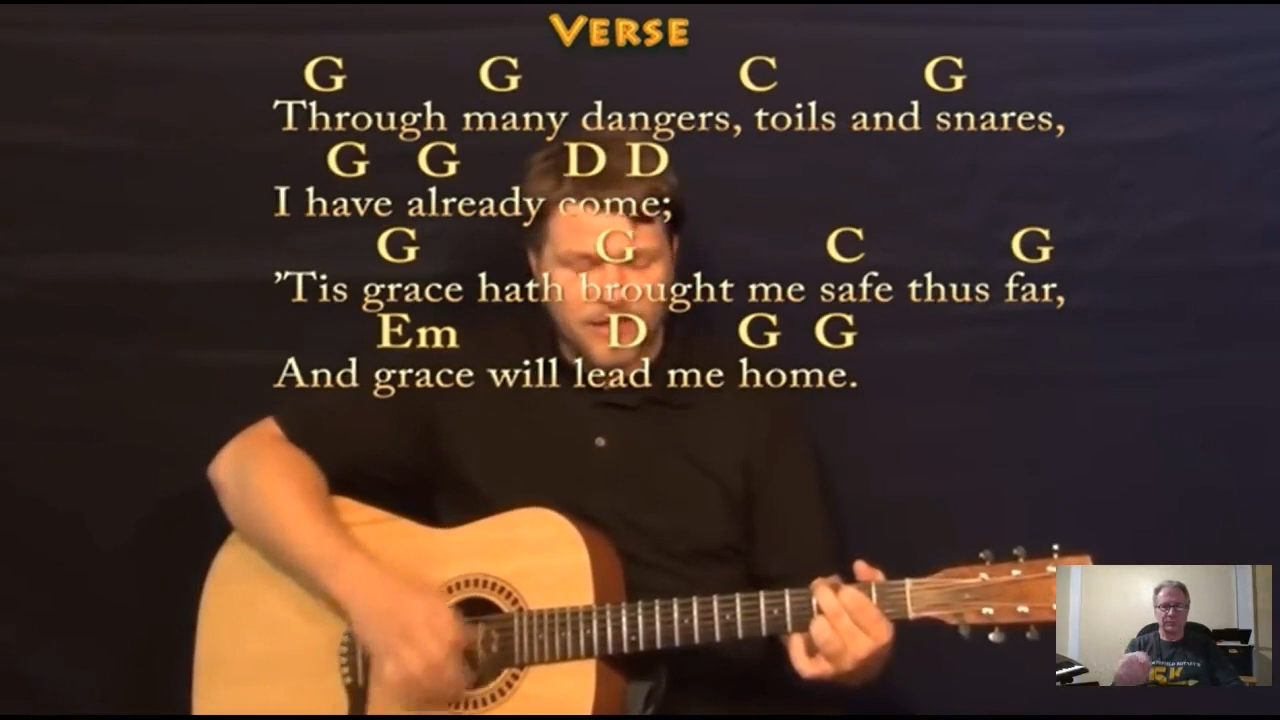 VERSE
G G C G
Through many dangers, toils and snares,
G G D D
I have already come;
G G C G
’Tis grace hath brought me safe thus far,
Em D G G
And grace will lead me home.
5K